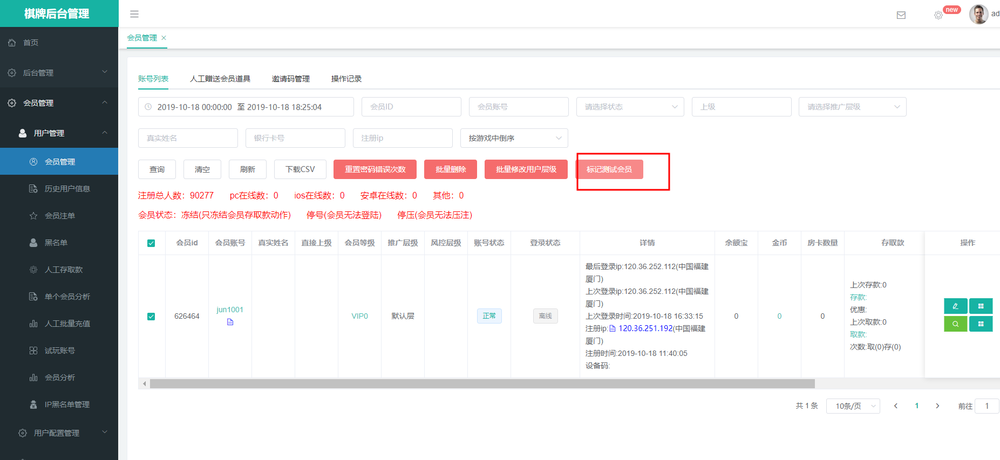 棋牌后台管理
new
ad
首页
后台管理
会员管理
用户管理
会员管理
历史用户信息
会员注单
黑名单
人工存取款
单个会员分析
人工批量充值
试玩账号
会员分析
IP黑名单管理
用户配置管理
会员管理
账号列表 人工赠送会员道具 邀请码管理 操作记录
2019-10-18 00:00:00 至 2019-10-18 18:25:04 会员ID 会员账号 请选择状态 上级 请选择推广层级
真实姓名 银行卡号 注册ip 按游戏中倒序
查询 清空 刷新 下载CSV 重置密码错误次数 批量删除 批量修改用户层级 标记测试会员
注册总人数：90277 pc在线数：0 ios在线数：0 安卓在线数：0 其他：0
会员状态：冻结(只冻结会员存取款动作) 停号(会员无法登陆) 停压(会员无法压注)
会员id 会员账号 真实姓名 直接上级 会员等级 推广层级 风控层级 账号状态 登录状态 详情 余额宝 金币 房卡数量 存取款 操作
626464 jun1001 VIP0 默认层 正常 离线
最后登录ip:120.36.252.112(中国福建
厦门)
上次登录ip:120.36.252.112(中国福建
厦门)
上次登录时间:2019-10-18 16:33:15
注册ip: 120.36.251.192(中国福建
厦门)
注册时间:2019-10-18 11:40:05
设备码:
0 0 0
上次存款:0
存款:
优惠:
上次取款:0
取款:
次数:取(0)存(0)
共 1 条 10条/页 1 前往 1